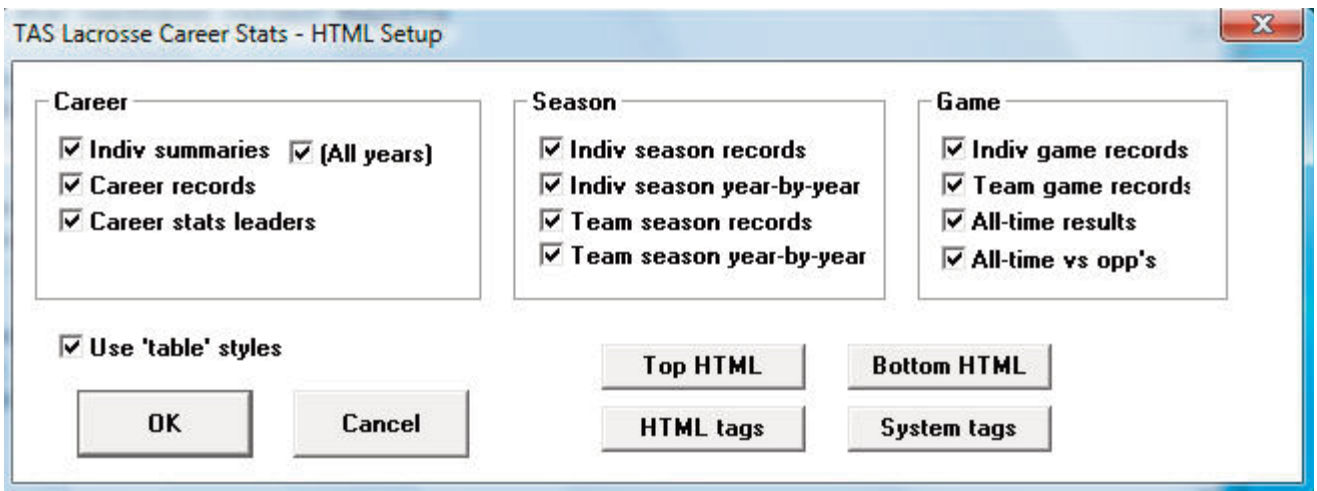 TAS Lacrosse Career Stats - HTML Setup
Career
Indiv summaries (All years)
Career records
Career stats leaders
Season
Indiv season records
Indiv season year-by-year
Team season records
Team season year-by-year
Game
Indiv game records
Team game records
All-time results
All-time vs opp's
Use 'table' styles
Top HTML Bottom HTML
OK Cancel
HTML tags System tags